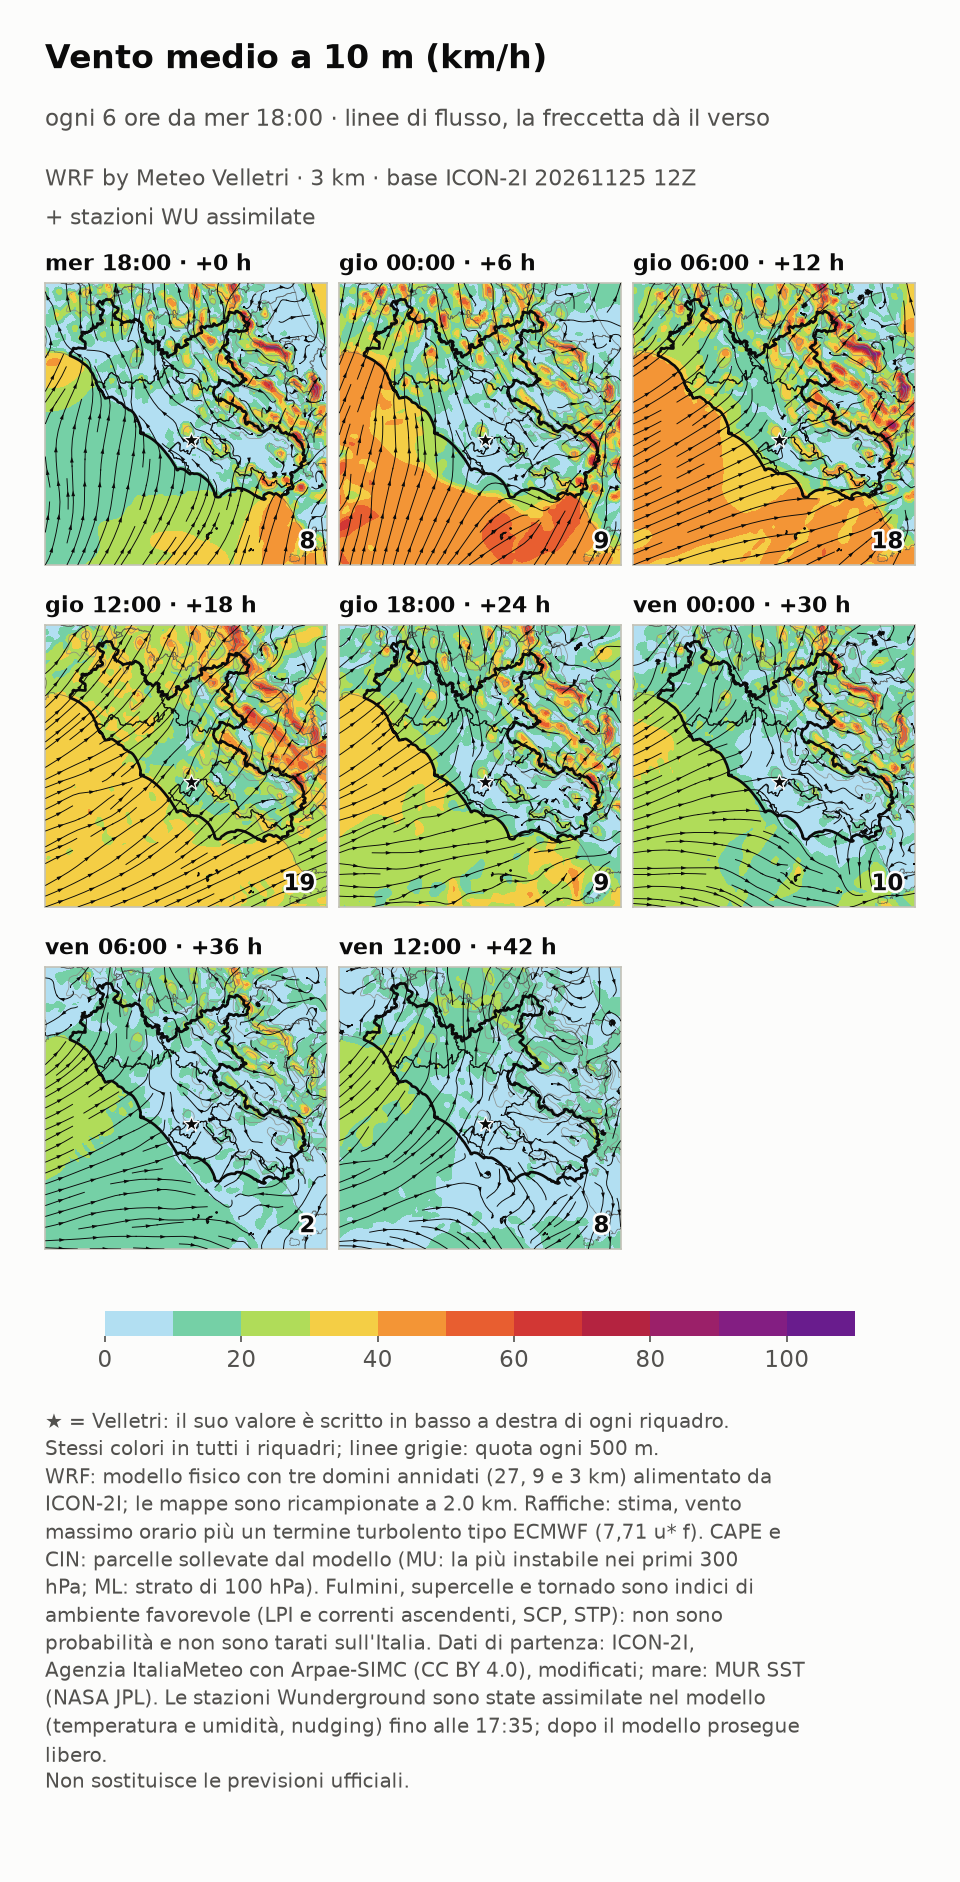 Vento medio a 10 m (km/h)
ogni 6 ore da mer 18:00 · linee di flusso, la freccetta dà il verso
WRF by Meteo Velletri · 3 km · base ICON-2I 20261125 12Z
+ stazioni WU assimilate
mer 18:00 · +0 h
gio 00:00 · +6 h
gio 06:00 · +12 h
8
9
18
gio 12:00 · +18 h
gio 18:00 · +24 h
ven 00:00 · +30 h
19
9
10
ven 06:00 · +36 h
ven 12:00 · +42 h
2
8
0 20 40 60 80 100
★ = Velletri: il suo valore è scritto in basso a destra di ogni riquadro.
Stessi colori in tutti i riquadri; linee grigie: quota ogni 500 m.
WRF: modello fisico con tre domini annidati (27, 9 e 3 km) alimentato da
ICON-2I; le mappe sono ricampionate a 2.0 km. Raffiche: stima, vento
massimo orario più un termine turbolento tipo ECMWF (7,71 u* f). CAPE e
CIN: parcelle sollevate dal modello (MU: la più instabile nei primi 300
hPa; ML: strato di 100 hPa). Fulmini, supercelle e tornado sono indici di
ambiente favorevole (LPI e correnti ascendenti, SCP, STP): non sono
probabilità e non sono tarati sull'Italia. Dati di partenza: ICON-2I,
Agenzia ItaliaMeteo con Arpae-SIMC (CC BY 4.0), modificati; mare: MUR SST
(NASA JPL). Le stazioni Wunderground sono state assimilate nel modello
(temperatura e umidità, nudging) fino alle 17:35; dopo il modello prosegue
libero.
Non sostituisce le previsioni ufficiali.